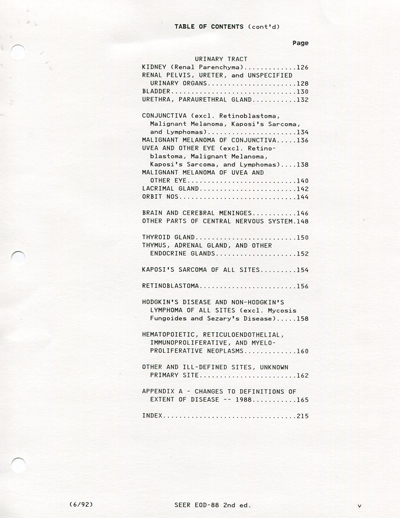 TABLE OF CONTENTS (cont'd)
Page
URINARY TRACT
KIDNEY (Renal Parenchyma).............126
RENAL PELVIS, URETER, and UNSPECIFIED
URINARY ORGANS......................128
BLADDER...............................130
URETHRA, PARAURETHRAL GLAND...........132
CONJUNCTIVA (excl. Retinoblastoma,
Malignant Melanoma, Kaposi's Sarcoma,
and Lymphomas)......................134
MALIGNANT MELANOMA OF CONJUNCTIVA.....136
UVEA AND OTHER EYE (excl. Retino-
blastoma, Malignant Melanoma,
Kaposi's Sarcoma, and Lymphomas)....138
MALIGNANT MELANOMA OF UVEA AND
OTHER EYE...........................140
LACRIMAL GLAND........................142
ORBIT NOS.............................144
BRAIN AND CEREBRAL MENINGES...........146
OTHER PARTS OF CENTRAL NERVOUS SYSTEM.148
THYROID GLAND.........................150
THYMUS, ADRENAL GLAND, AND OTHER
ENDOCRINE GLANDS....................152
KAPOSI'S SARCOMA OF ALL SITES.........154
RETINOBLASTOMA........................156
HODGKIN'S DISEASE AND NON-HODGKIN'S
LYMPHOMA OF ALL SITES (excl. Mycosis
Fungoides and Sezary's Disease).....158
HEMATOPOIETIC, RETICULOENDOTHELIAL,
IMMUNOPROLIFERATIVE, AND MYELO-
PROLIFERATIVE NEOPLASMS.............160
OTHER AND ILL-DEFINED SITES, UNKNOWN
PRIMARY SITE........................162
APPENDIX A - CHANGES TO DEFINITIONS OF
EXTENT OF DISEASE -- 1988...........165
INDEX.................................215
(6/92) SEER EOD-88 2nd ed. v